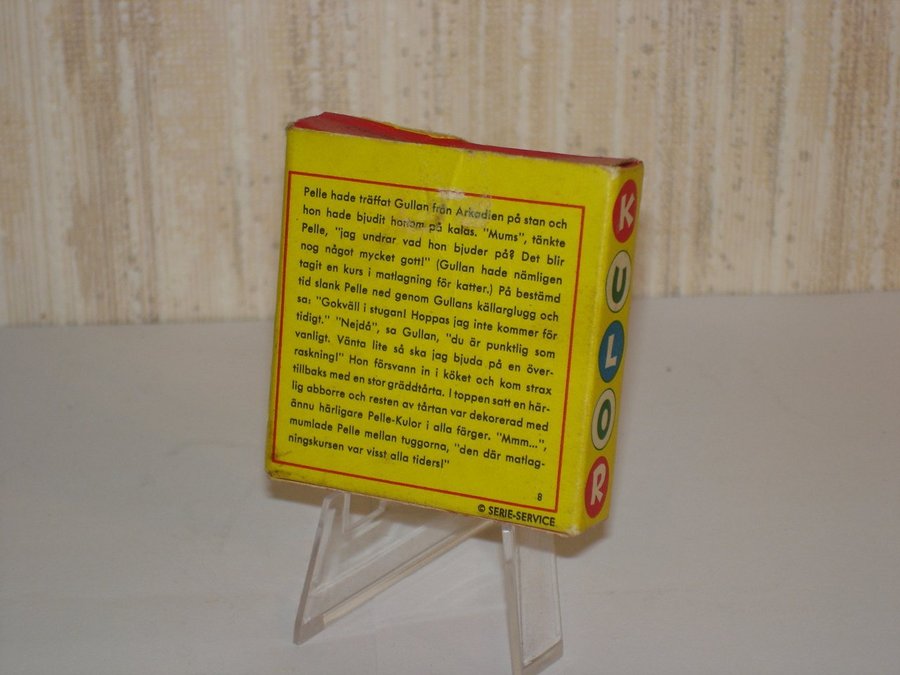 Pelle hade träffat Gullan från Arkadien på stan och
hon hade bjudit honom på kalas. "Mums", tänkte
Pelle, "jag undrar vad hon bjuder på? Det blir
nog något mycket gott!" (Gullan hade nämligen
tagit en kurs i matlagning för katter.) På bestämd
tid slank Pelle ned genom Gullans källarglugg och
sa: "Gokväll i stugan! Hoppas jag inte kommer för
tidigt." "Nejdå", sa Gullan, "du är punktlig som
vanligt. Vänta lite så ska jag bjuda på en över-
raskning!" Hon försvann in i köket och kom strax
tillbaks med en stor gräddtårta. I toppen satt en här-
lig abborre och resten av tårtan var dekorerad med
ännu härligare Pelle-Kulor i alla färger. "Mmm...",
mumlade Pelle mellan tuggorna, "den där matlag-
ningskursen var visst alla tiders!"
8
© SERIE-SERVICE
KULOR